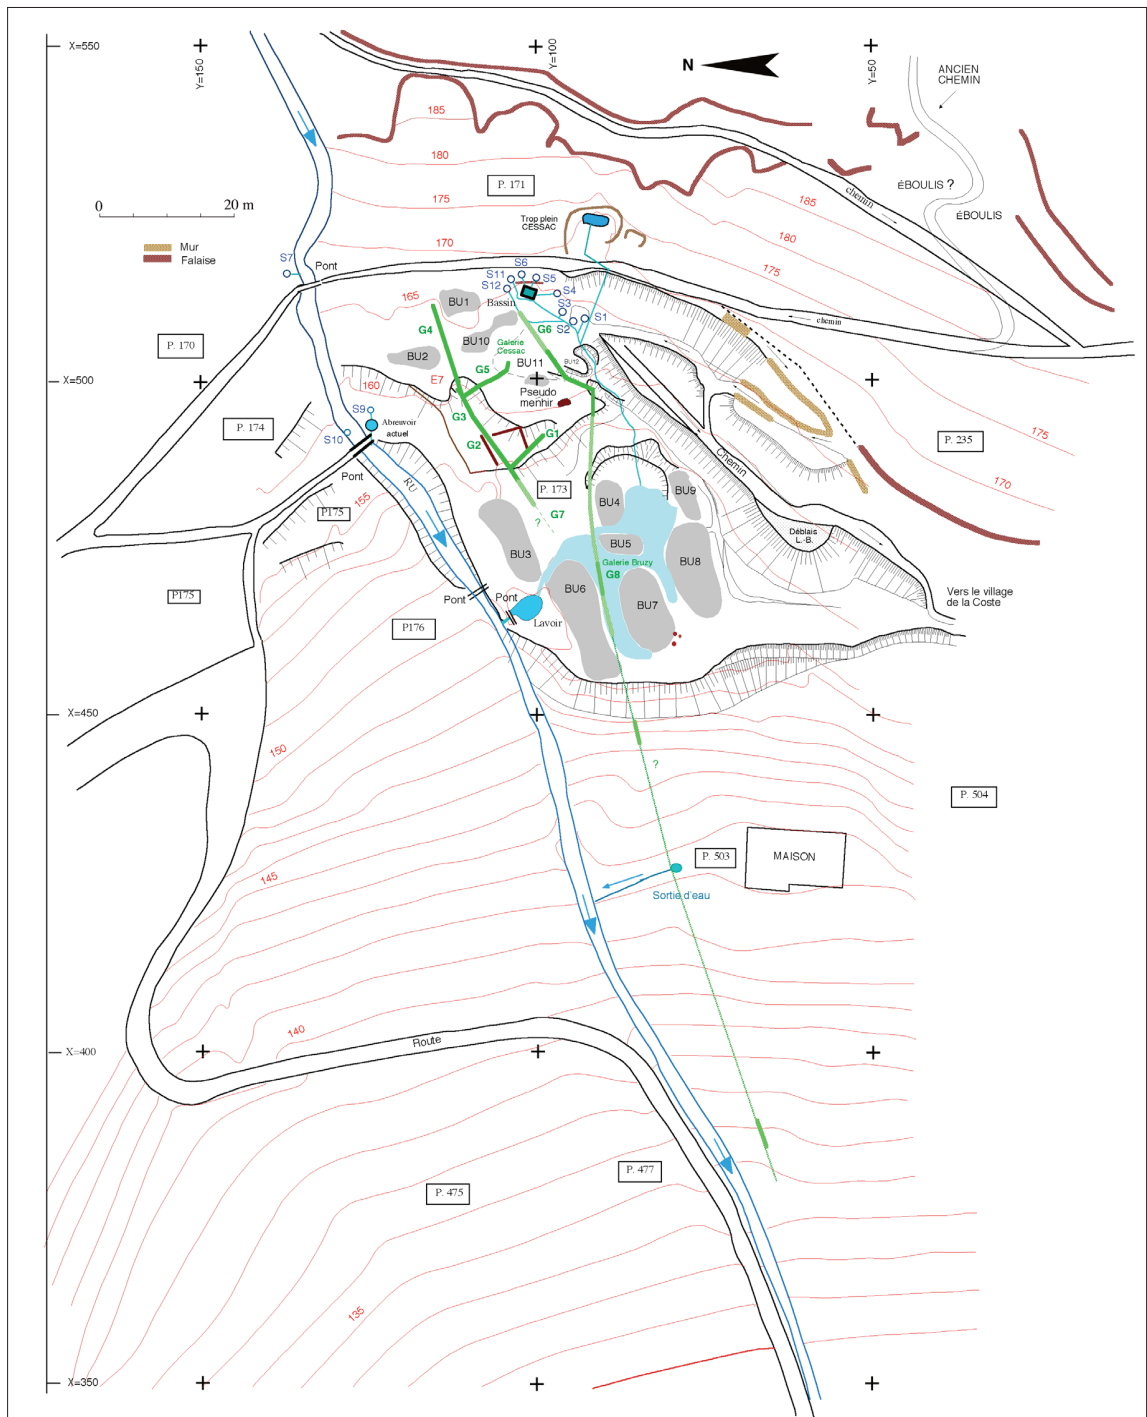 X=550
Y=150
Y=100
Y=50
N
ANCIEN
CHEMIN
185
180
P. 171
175
170
185
180
175
chemin
ÉBOULIS ?
ÉBOULIS
0
20 m
Mur
Falaise
Trop plein
CESSAC
S7
Pont
S6
S11
S5
S12
S4
S3
S2
S1
Bassin
165
BU1
G4
G6
BU10
Galerie
Cessac
BU2
G5
BU11
BU12
chemin
P. 170
X=500
160
E7
Pseudo
menhir
S9
Abreuvoir
actuel
G3
S10
P. 174
G2
G1
Pont
P. 235
175
170
Chemin
P. 173
RU
155
P175
BU4
BU9
G7
?
Déblais
L.-B.
BU3
BU5
BU8
Galerie Bruzy
G8
BU6
BU7
P175
Pont
Pont
Lavoir
P176
Vers le village
de la Coste
X=450
150
?
P. 504
P. 503
MAISON
145
Sortie d'eau
140
Route
X=400
P. 477
P. 475
135
X=350